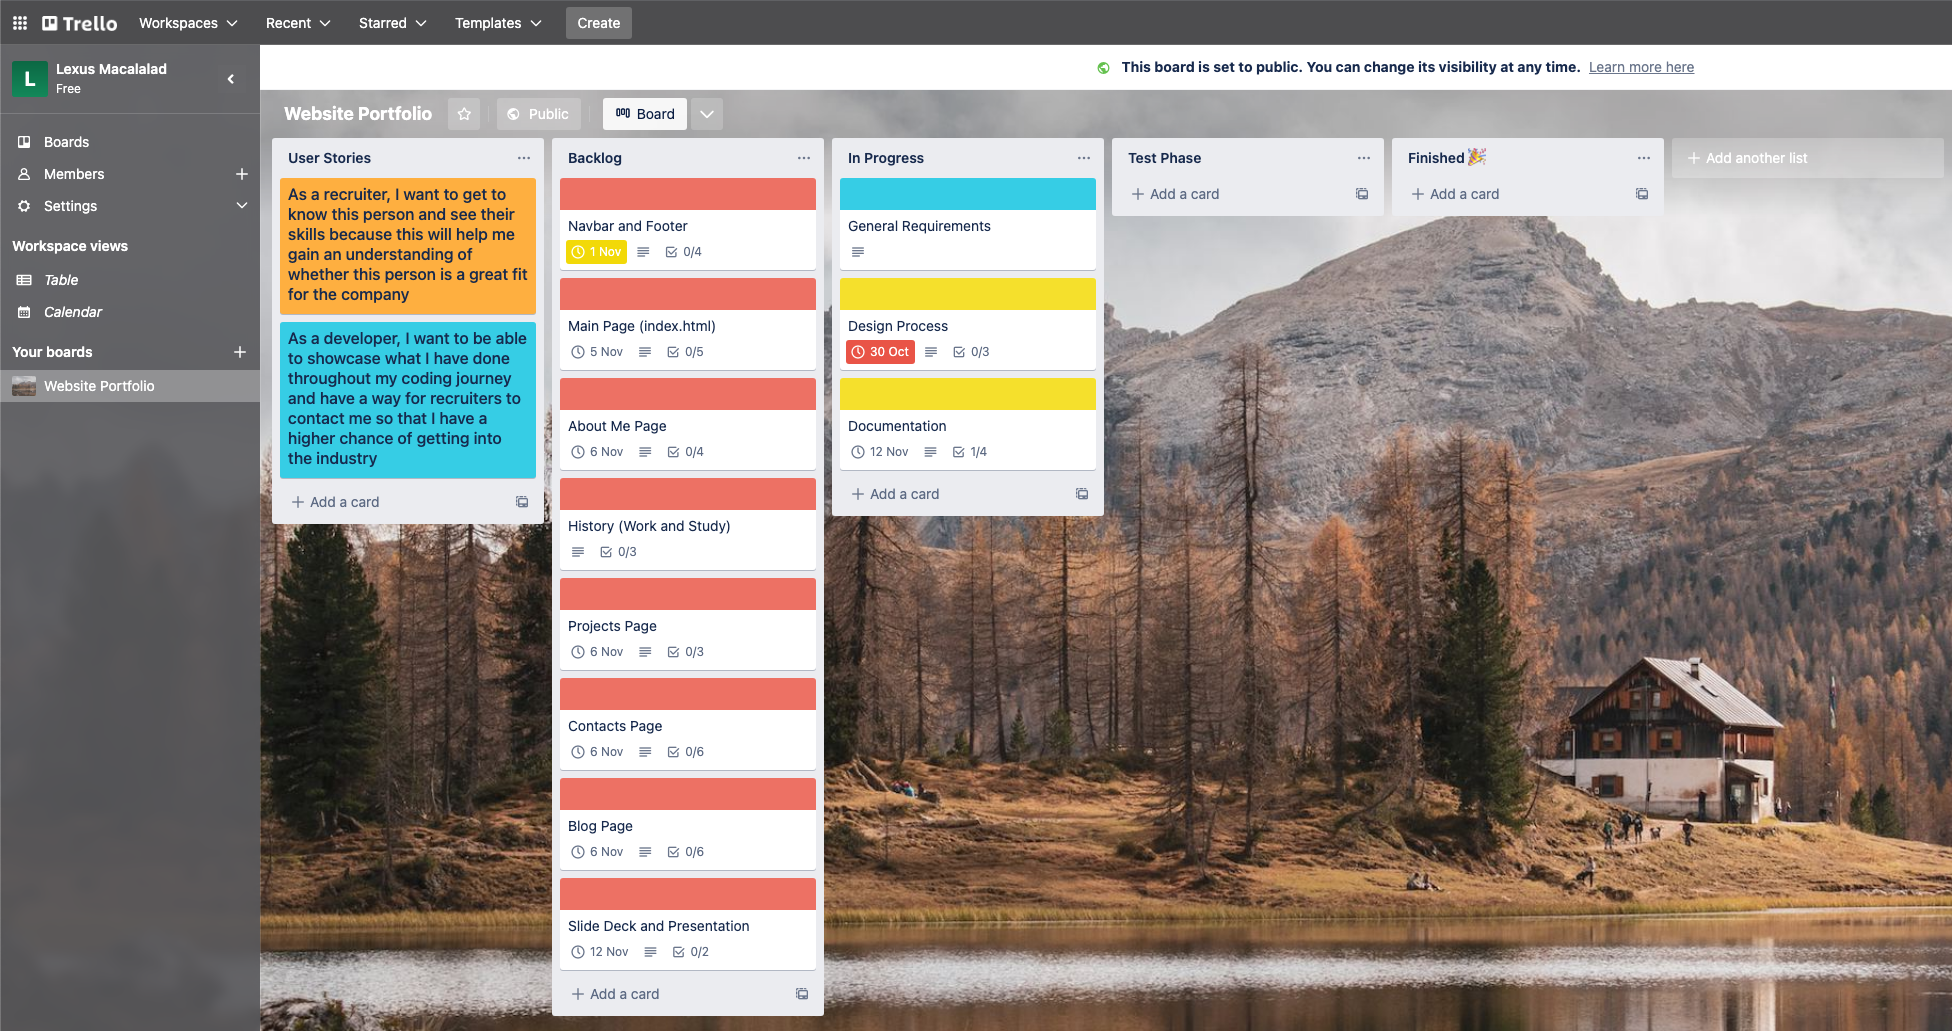 Trello
Workspaces
Recent
Starred
Templates
Create
L
Lexus Macalalad
Free
Boards
Members
Settings
Workspace views
Table
Calendar
Your boards
Website Portfolio
This board is set to public. You can change its visibility at any time. Learn more here
Website Portfolio
Public
Board
User Stories
As a recruiter, I want to get to
know this person and see their
skills because this will help me
gain an understanding of
whether this person is a great fit
for the company
As a developer, I want to be able
to showcase what I have done
throughout my coding journey
and have a way for recruiters to
contact me so that I have a
higher chance of getting into
the industry
Add a card
Backlog
Navbar and Footer
1 Nov 0/4
Main Page (index.html)
5 Nov 0/5
About Me Page
6 Nov 0/4
History (Work and Study)
0/3
Projects Page
6 Nov 0/3
Contacts Page
6 Nov 0/6
Blog Page
6 Nov 0/6
Slide Deck and Presentation
12 Nov 0/2
Add a card
In Progress
General Requirements
Design Process
30 Oct 0/3
Documentation
12 Nov 1/4
Add a card
Test Phase
Add a card
Finished🎉
Add a card
Add another list